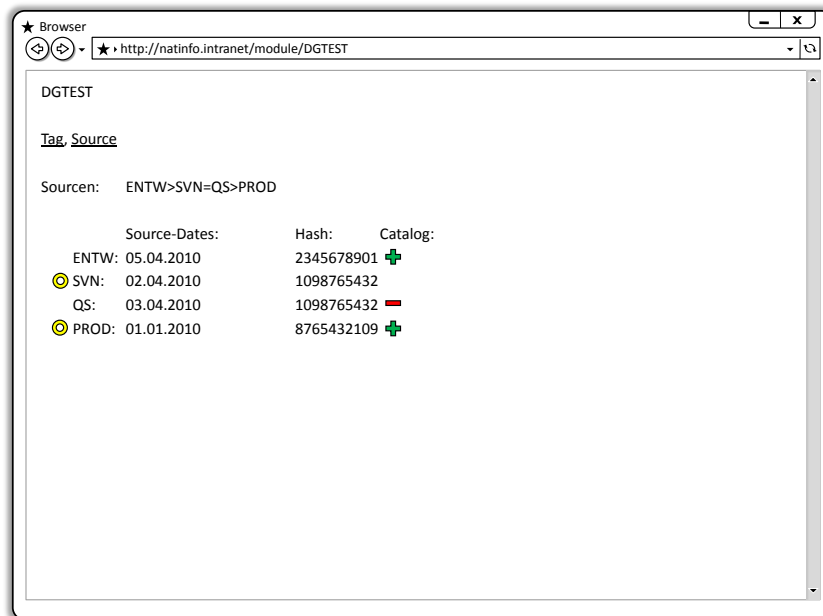 Browser
http://natinfo.intranet/module/DGTEST
DGTEST
Tag, Source
Sourcen: ENTW>SVN=QS>PROD
Source-Dates: Hash: Catalog:
ENTW: 05.04.2010 2345678901
SVN: 02.04.2010 1098765432
QS: 03.04.2010 1098765432
PROD: 01.01.2010 8765432109